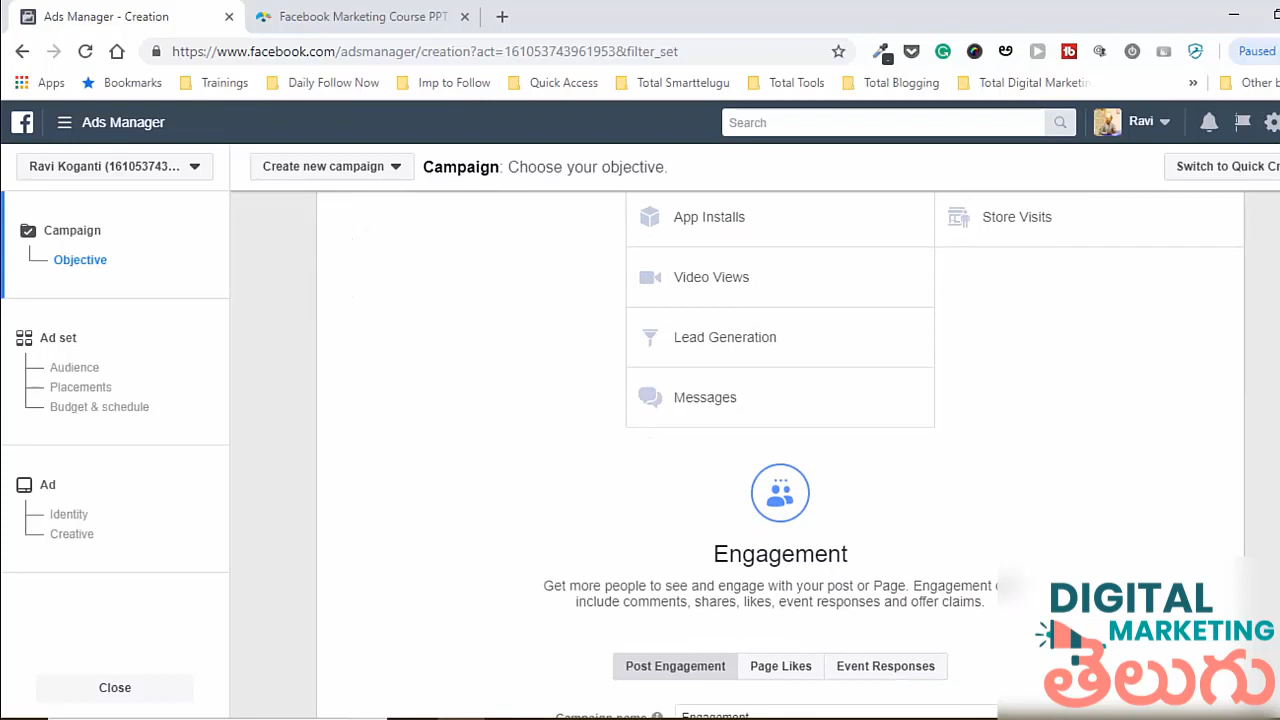 Ads Manager - Creation
Facebook Marketing Course PPT
https://www.facebook.com/adsmanager/creation?act=161053743961953&filter_set
Paused
Apps
Bookmarks
Trainings
Daily Follow Now
Imp to Follow
Quick Access
Total Smarttelugu
Total Tools
Total Blogging
Total Digital Marketin
»
Other b
Ads Manager
Search
Ravi
Ravi Koganti (161053743...
Create new campaign
Campaign: Choose your objective.
Switch to Quick Cr
Campaign
Objective
Ad set
Audience
Placements
Budget & schedule
Ad
Identity
Creative
Close
App Installs
Store Visits
Video Views
Lead Generation
Messages
Engagement
Get more people to see and engage with your post or Page. Engagement c
include comments, shares, likes, event responses and offer claims.
Post Engagement
Page Likes
Event Responses
Campaign name
Engagement
DIGITAL
MARKETING
తెలుగు